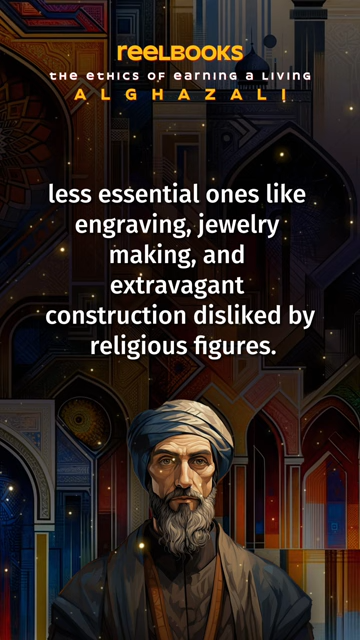 reeLBOOKS
the ethics of earning a living
ALGHAZALI
less essential ones like
engraving, jewelry
making, and
extravagant
construction disliked by
religious figures.